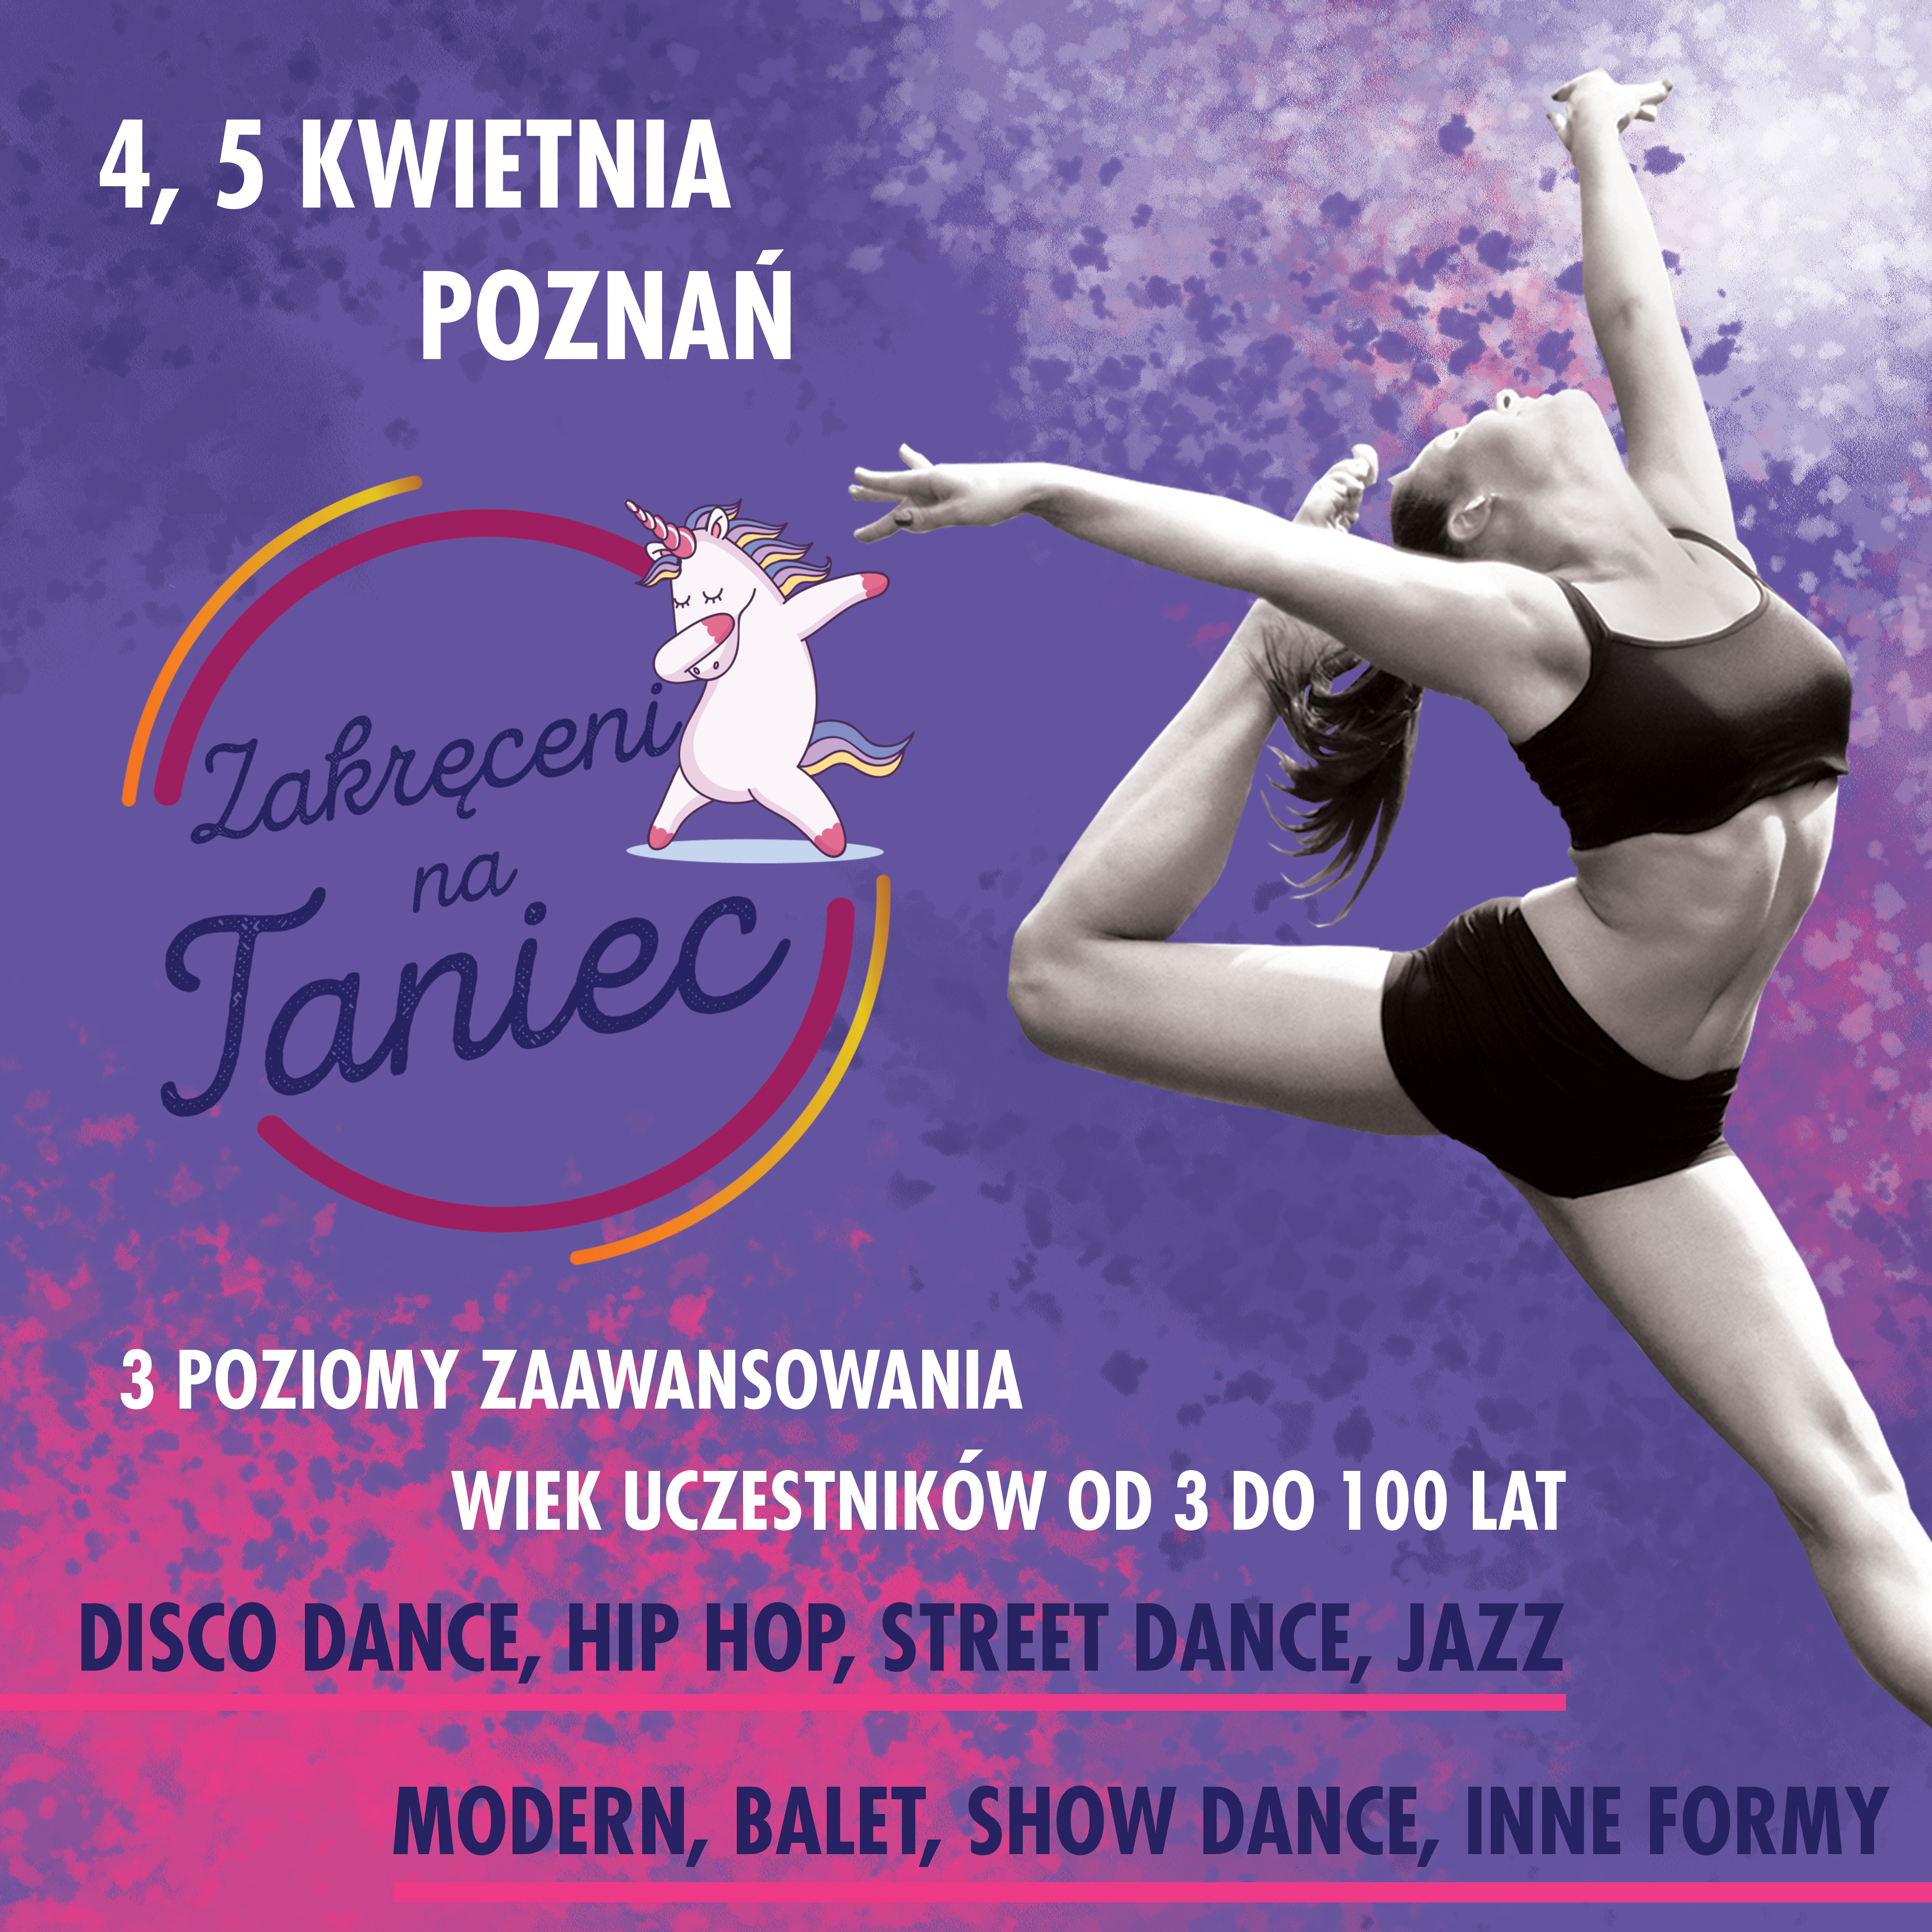 4, 5 KWIETNIA
POZNAŃ
Zakręceni
na
Taniec
3 POZIOMY ZAAWANSOWANIA
WIEK UCZESTNIKÓW OD 3 DO 100 LAT
DISCO DANCE, HIP HOP, STREET DANCE, JAZZ
MODERN, BALET, SHOW DANCE, INNE FORMY